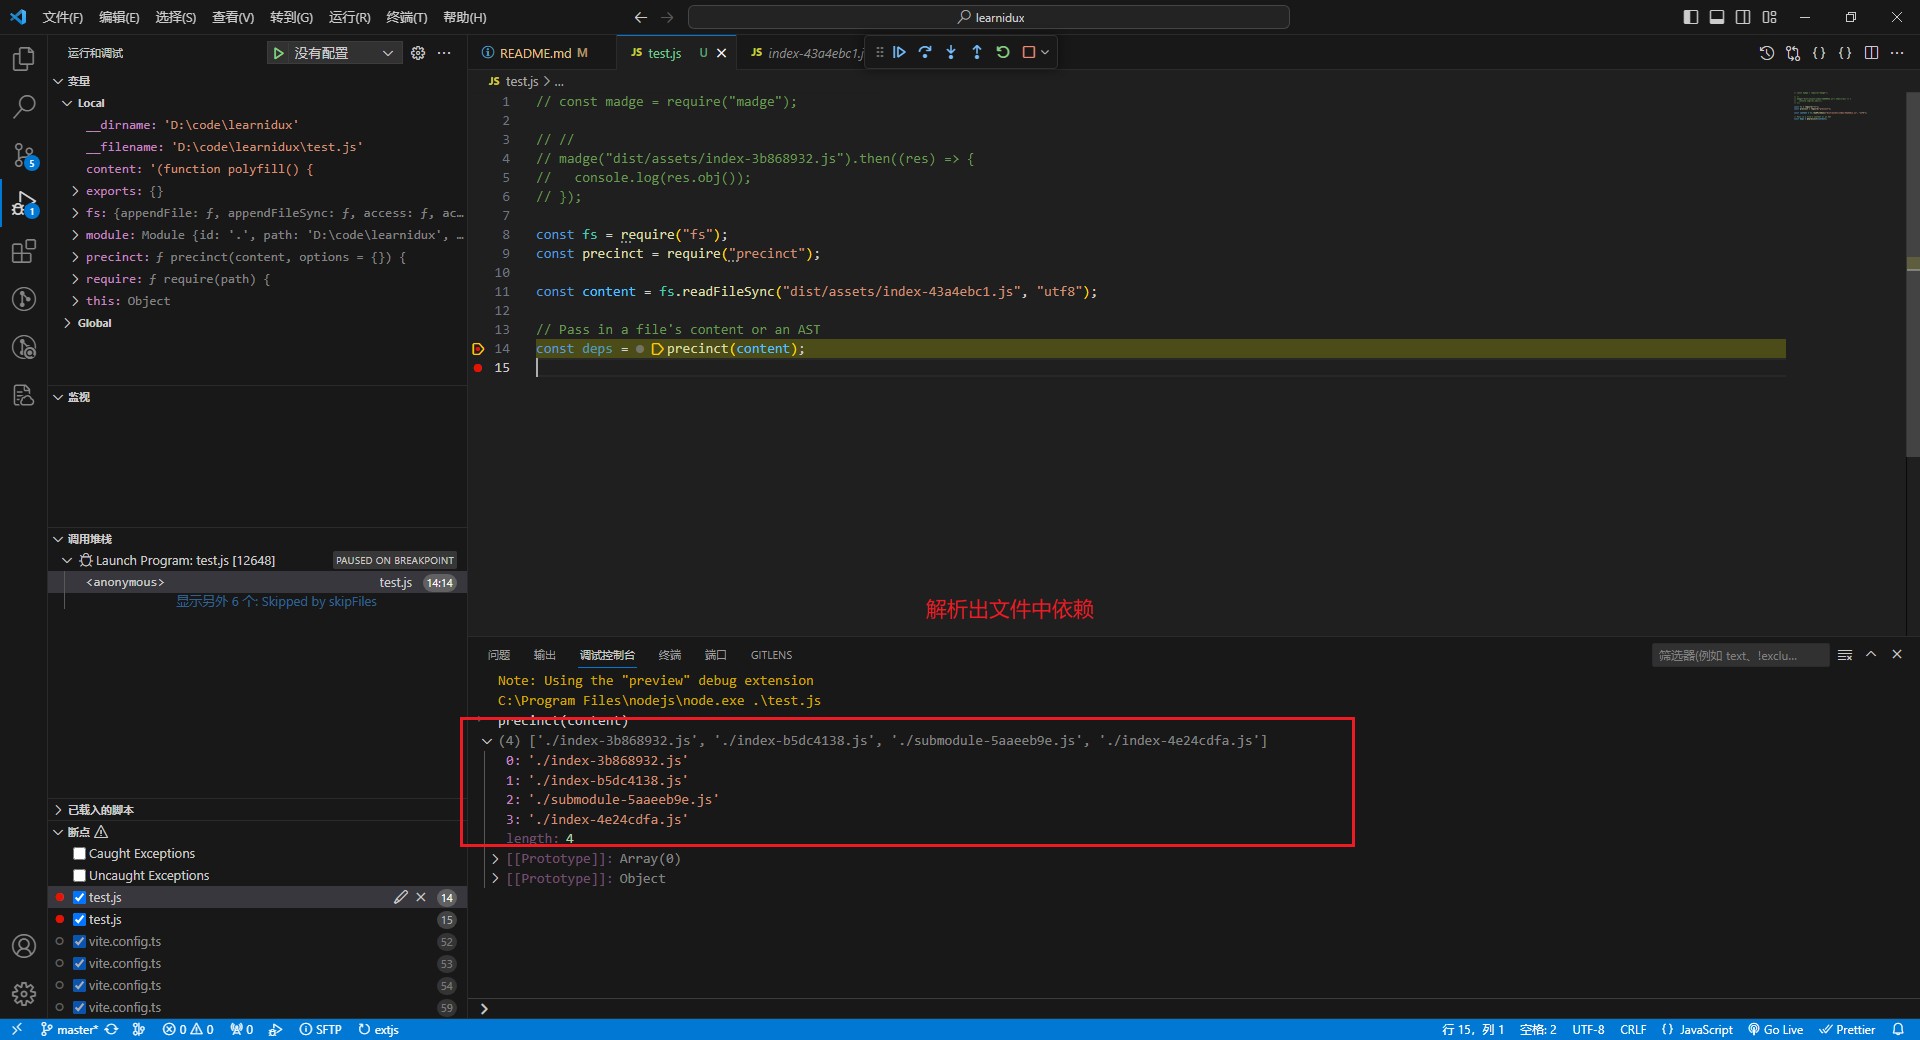 文件(F) 编辑(E) 选择(S) 查看(V) 转到(G) 运行(R) 终端(T) 帮助(H)
learnidux
运行和调试
没有配置
README.md M
JS test.js U
JS index-43a4ebc1.j
变量
Local
__dirname: 'D:\code\learnidux'
__filename: 'D:\code\learnidux\test.js'
content: '(function polyfill() {
exports: {}
fs: {appendFile: ƒ, appendFileSync: ƒ, access: ƒ, ac…
module: Module {id: '.', path: 'D:\code\learnidux', …
precinct: ƒ precinct(content, options = {}) {
require: ƒ require(path) {
this: Object
Global
监视
调用堆栈
Launch Program: test.js [12648] PAUSED ON BREAKPOINT
<anonymous> test.js 14:14
显示另外 6 个: Skipped by skipFiles
已载入的脚本
断点
Caught Exceptions
Uncaught Exceptions
test.js 14
test.js 15
vite.config.ts 52
vite.config.ts 53
vite.config.ts 54
vite.config.ts 59
5
1
JS test.js > ...
1 // const madge = require("madge");
2
3 // //
4 // madge("dist/assets/index-3b868932.js").then((res) => {
5 //   console.log(res.obj());
6 // });
7
8 const fs = require("fs");
9 const precinct = require("precinct");
10
11 const content = fs.readFileSync("dist/assets/index-43a4ebc1.js", "utf8");
12
13 // Pass in a file's content or an AST
14 const deps = precinct(content);
15
解析出文件中依赖
问题 输出 调试控制台 终端 端口 GITLENS
筛选器(例如 text、!exclu...
Note: Using the "preview" debug extension
C:\Program Files\nodejs\node.exe .\test.js
precinct(content)
(4) ['./index-3b868932.js', './index-b5dc4138.js', './submodule-5aaeeb9e.js', './index-4e24cdfa.js']
0: './index-3b868932.js'
1: './index-b5dc4138.js'
2: './submodule-5aaeeb9e.js'
3: './index-4e24cdfa.js'
length: 4
[[Prototype]]: Array(0)
[[Prototype]]: Object
master* 0 0 0 SFTP extjs
行 15，列 1 空格: 2 UTF-8 CRLF {} JavaScript Go Live Prettier